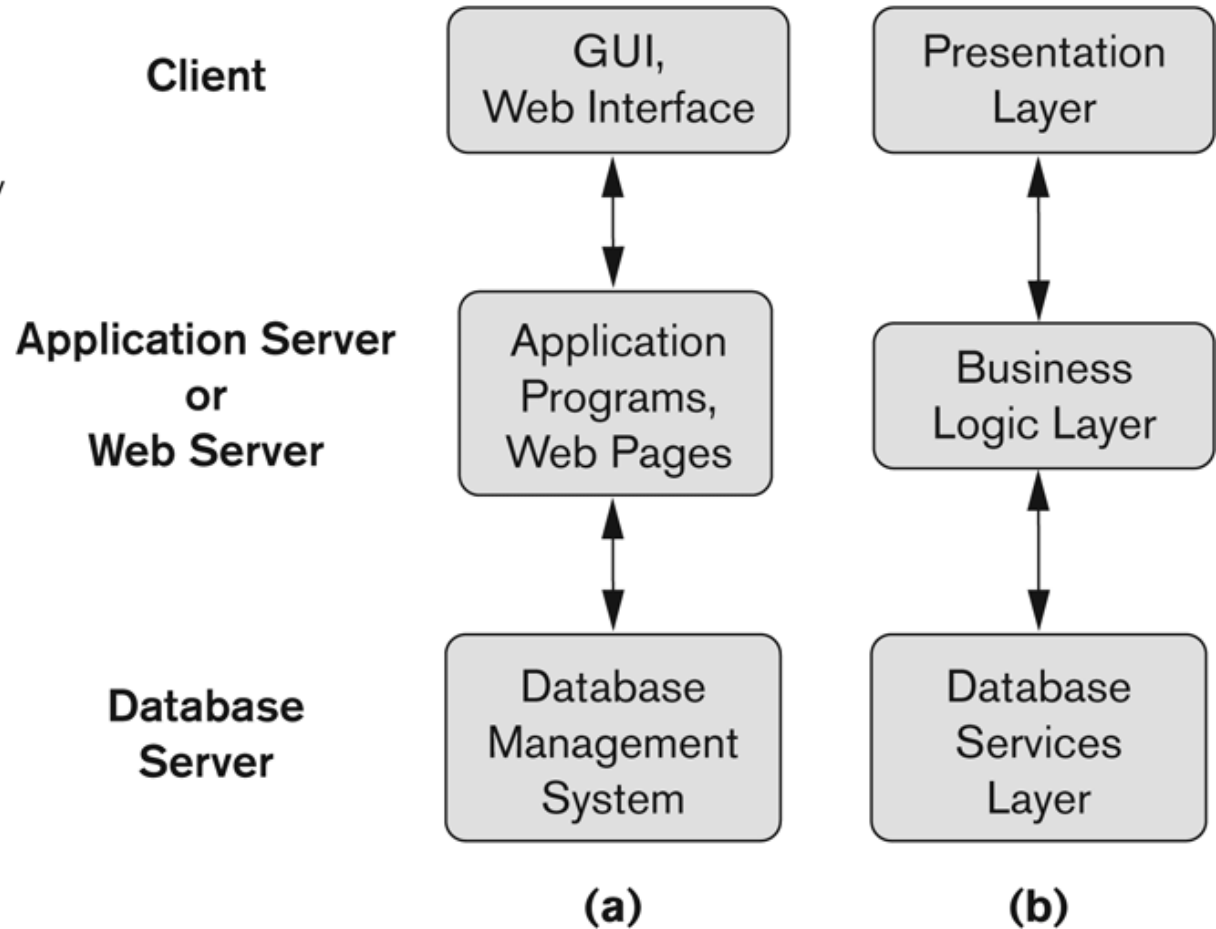 Client
GUI,
Web Interface
Presentation
Layer
Application Server
or
Web Server
Application
Programs,
Web Pages
Business
Logic Layer
Database
Server
Database
Management
System
Database
Services
Layer
(a)
(b)